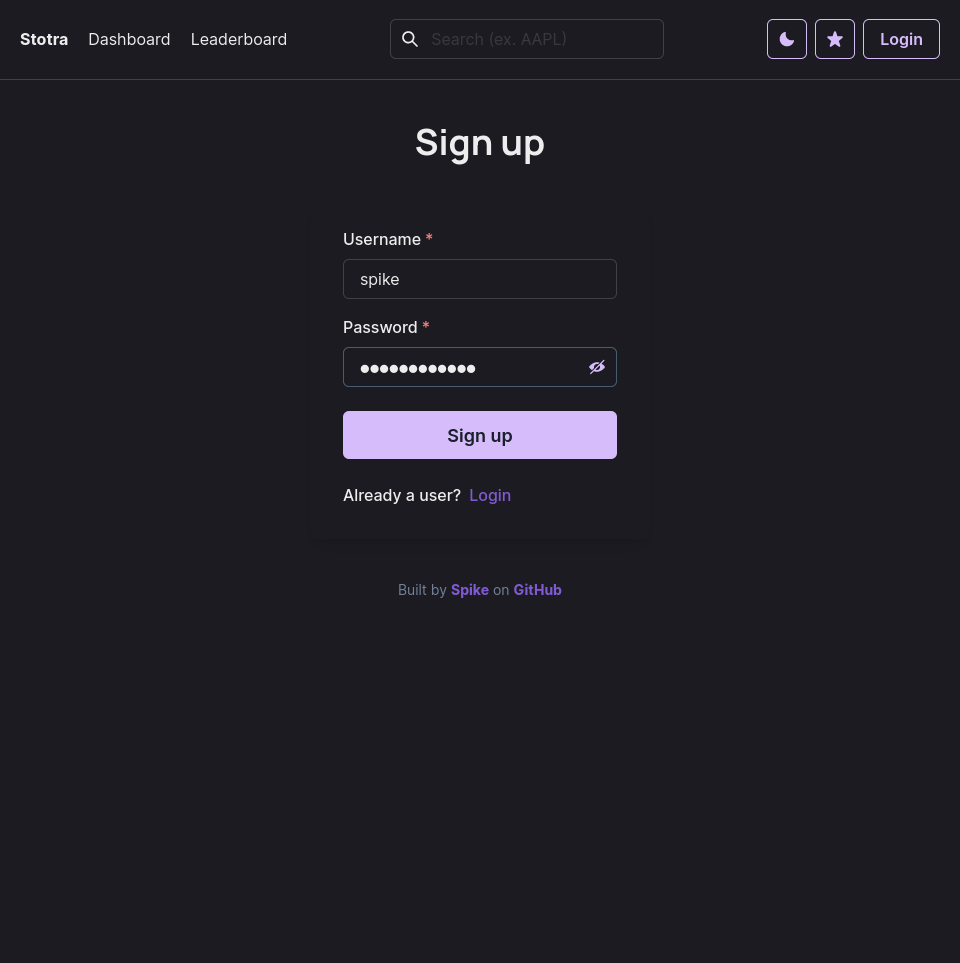 Stotra Dashboard Leaderboard Search (ex. AAPL) Login
Sign up
Username *
spike
Password *
●●●●●●●●●●●●
Sign up
Already a user? Login
Built by Spike on GitHub